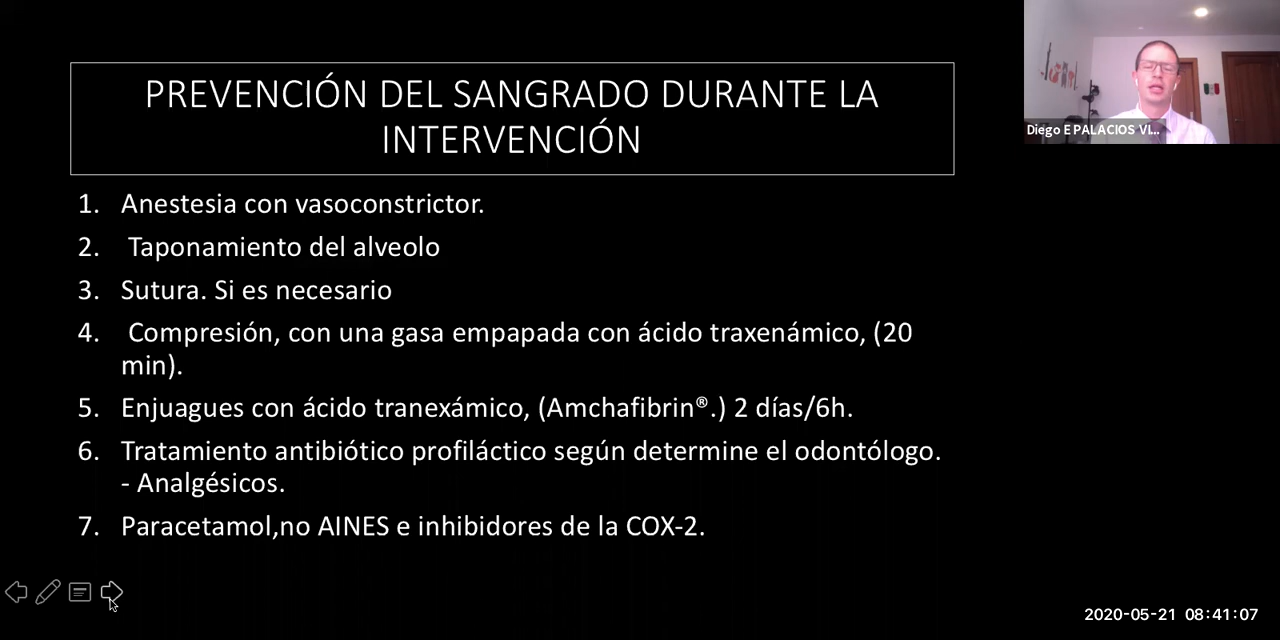 PREVENCIÓN DEL SANGRADO DURANTE LA
INTERVENCIÓN
1. Anestesia con vasoconstrictor.
2. Taponamiento del alveolo
3. Sutura. Si es necesario
4. Compresión, con una gasa empapada con ácido traxenámico, (20
min).
5. Enjuagues con ácido tranexámico, (Amchafibrin®.) 2 días/6h.
6. Tratamiento antibiótico profiláctico según determine el odontólogo.
- Analgésicos.
7. Paracetamol,no AINES e inhibidores de la COX-2.
Diego E PALACIOS VI...
2020-05-21 08:41:07